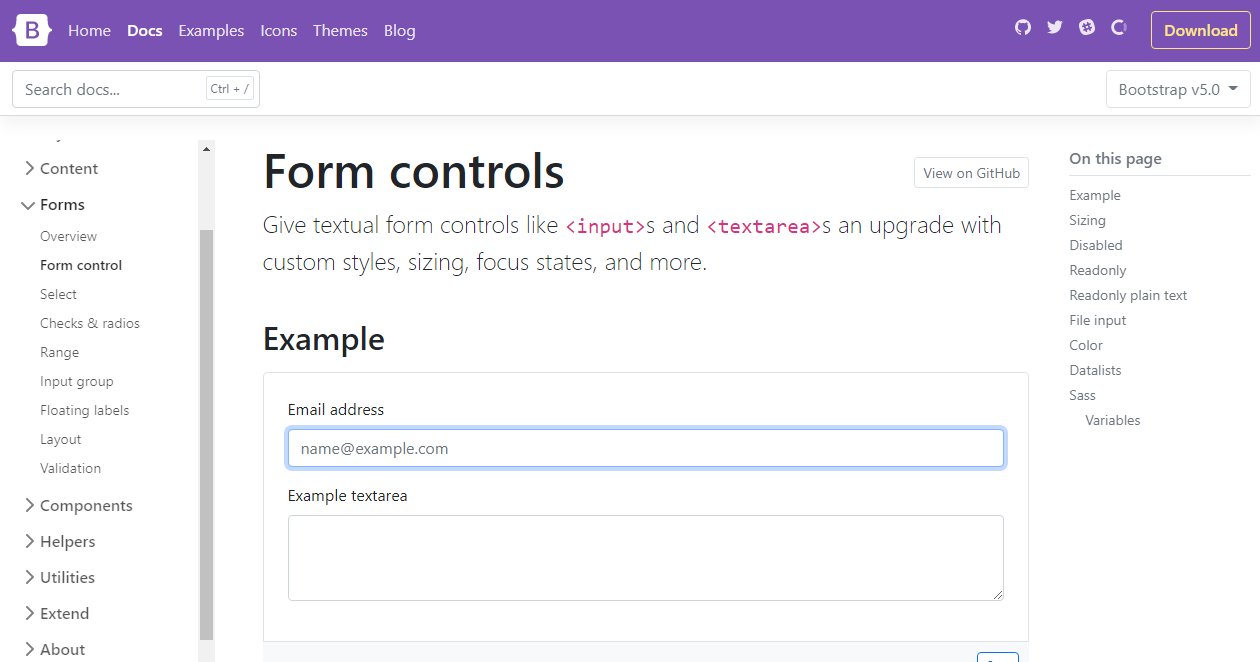 B Home Docs Examples Icons Themes Blog Download
Search docs... Ctrl + / Bootstrap v5.0
Content
Forms
Overview
Form control
Select
Checks & radios
Range
Input group
Floating labels
Layout
Validation
Components
Helpers
Utilities
Extend
About
Form controls
View on GitHub
Give textual form controls like <input>s and <textarea>s an upgrade with
custom styles, sizing, focus states, and more.
Example
Email address
name@example.com
Example textarea
On this page
Example
Sizing
Disabled
Readonly
Readonly plain text
File input
Color
Datalists
Sass
Variables